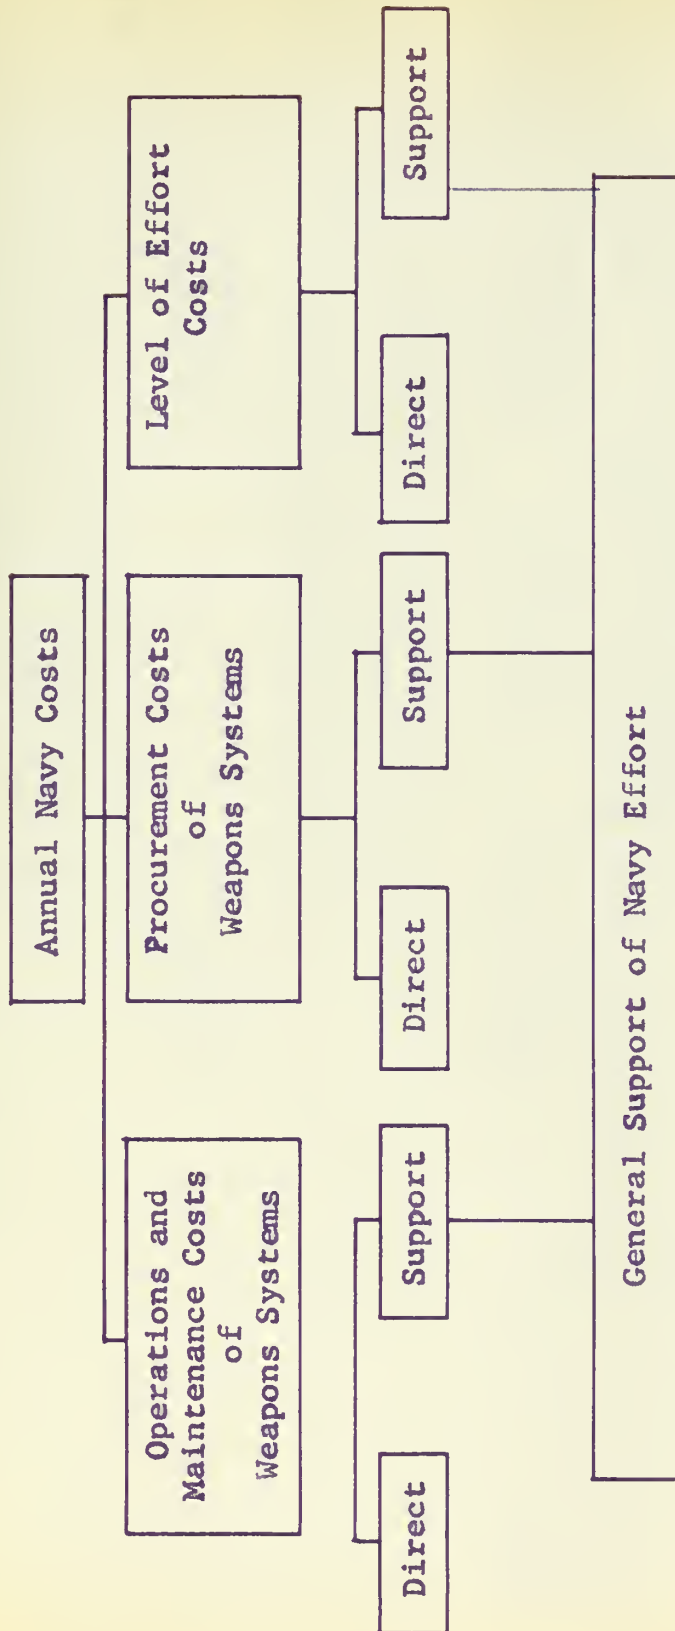 Annual Navy Costs
Operations and
Maintenance Costs
of
Weapons Systems
Procurement Costs
of
Weapons Systems
Level of Effort
Costs
Direct
Support
Direct
Support
Direct
Support
General Support of Navy Effort